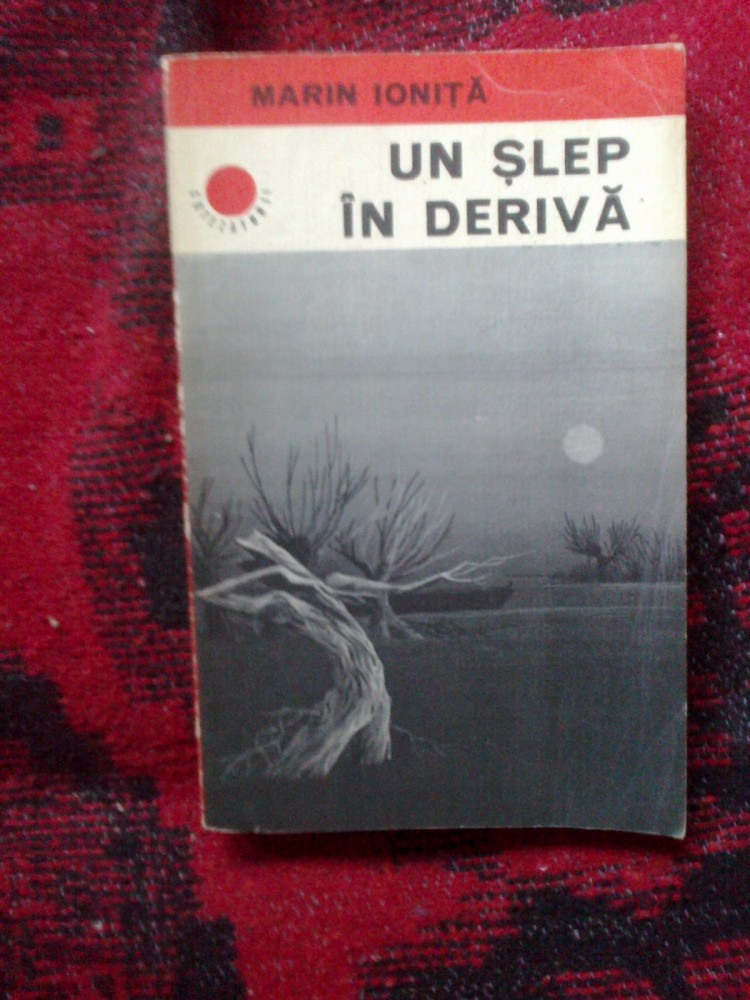 MARIN IONIȚĂ
UN ȘLEP
ÎN DERIVĂ